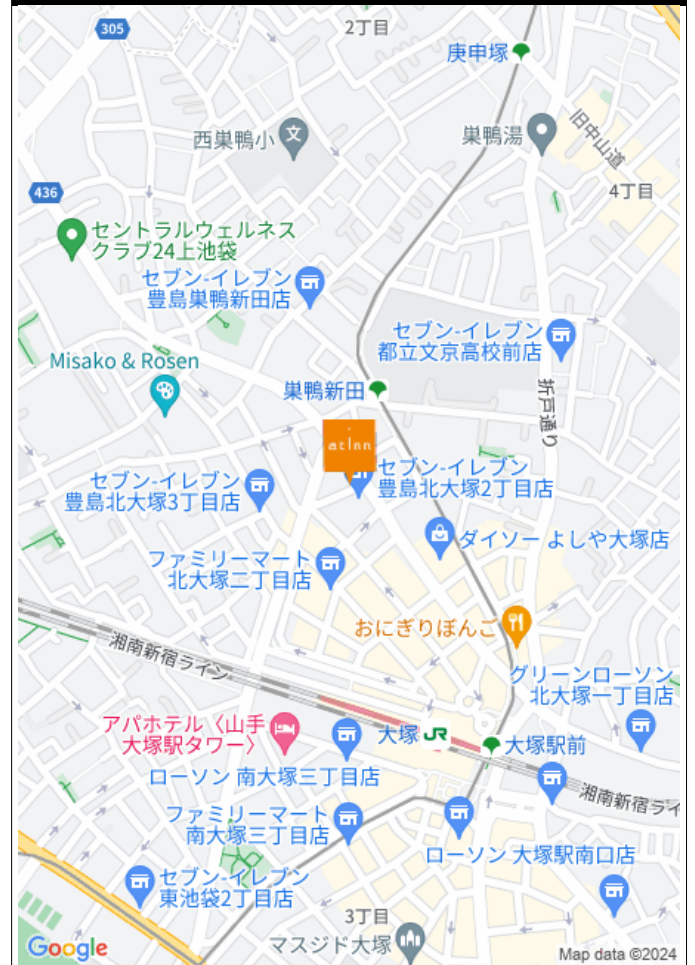 305
2丁目
庚申塚
西巣鴨小
文
巣鴨湯
旧中山道
4丁目
436
セントラルウェルネス
クラブ24上池袋
セブン-イレブン
豊島巣鴨新田店
セブン-イレブン
都立文京高校前店
Misako & Rosen
巣鴨新田
折戸通り
atinn
セブン-イレブン
豊島北大塚3丁目店
セブン-イレブン
豊島北大塚2丁目店
ダイソー よしや大塚店
ファミリーマート
北大塚二丁目店
おにぎりぼんご
湘南新宿ライン
グリーンローソン
北大塚一丁目店
アパホテル〈山手
大塚駅タワー〉
大塚
JR
大塚駅前
ローソン 南大塚三丁目店
湘南新宿ライ
ファミリーマート
南大塚三丁目店
ローソン 大塚駅南口店
セブン-イレブン
東池袋2丁目店
3丁目
マスジド大塚
Google
Map data ©2024